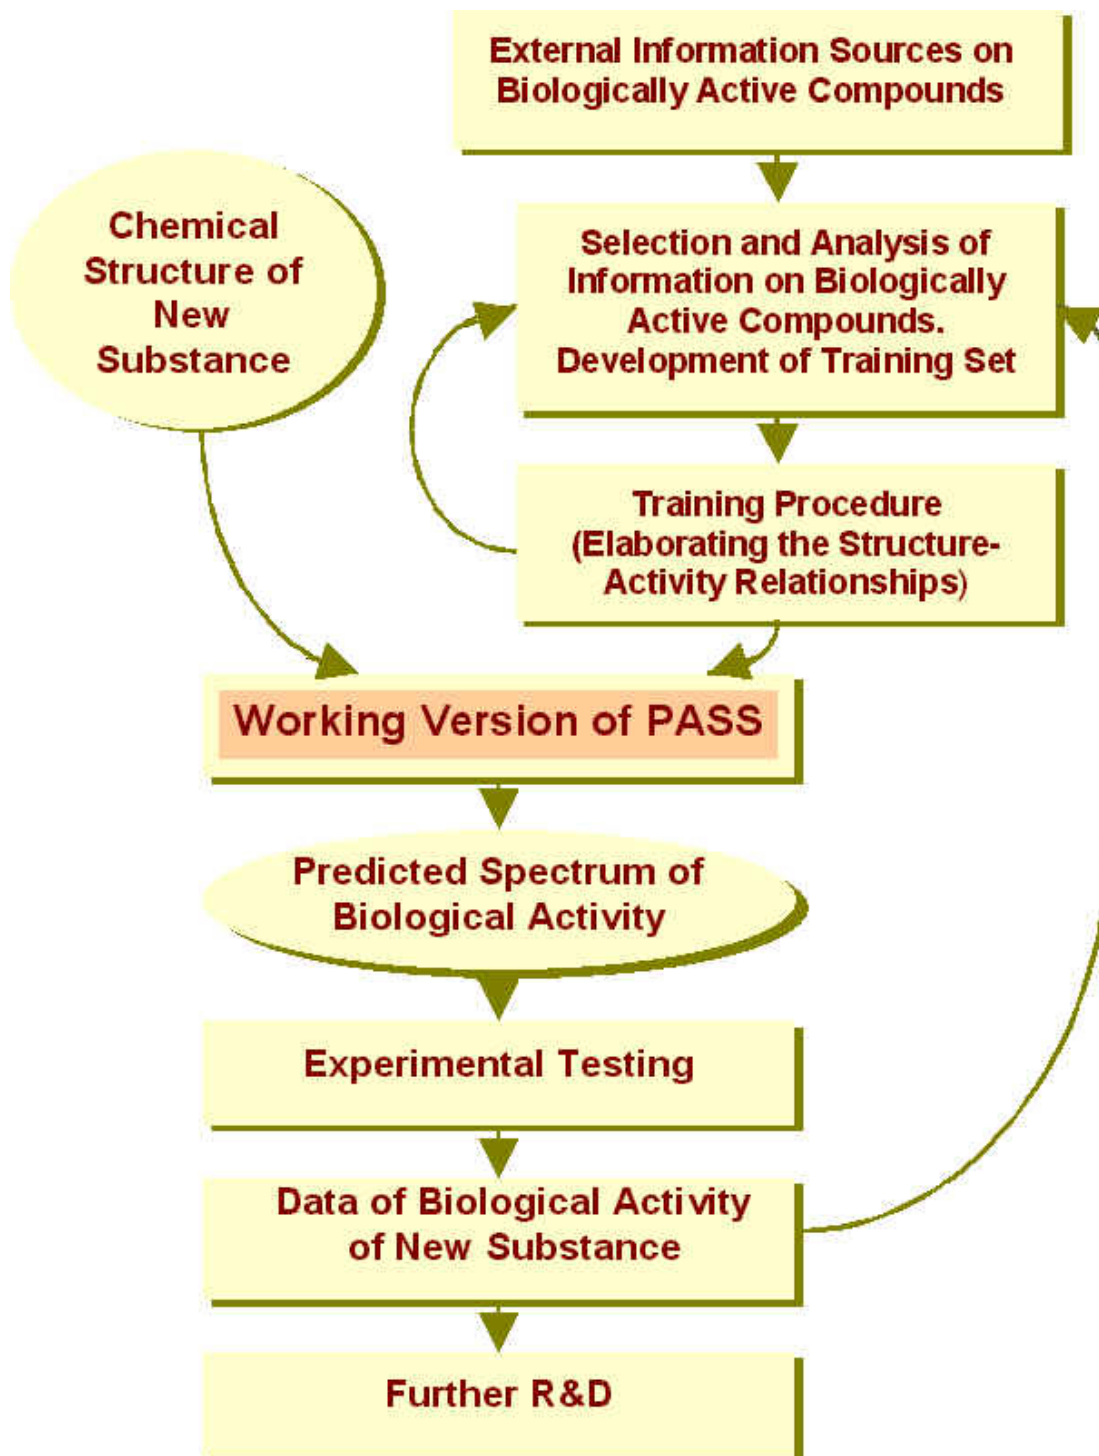 External Information Sources on
Biologically Active Compounds
Chemical
Structure of
New
Substance
Selection and Analysis of
Information on Biologically
Active Compounds.
Development of Training Set
Training Procedure
(Elaborating the Structure-
Activity Relationships)
Working Version of PASS
Predicted Spectrum of
Biological Activity
Experimental Testing
Data of Biological Activity
of New Substance
Further R&D